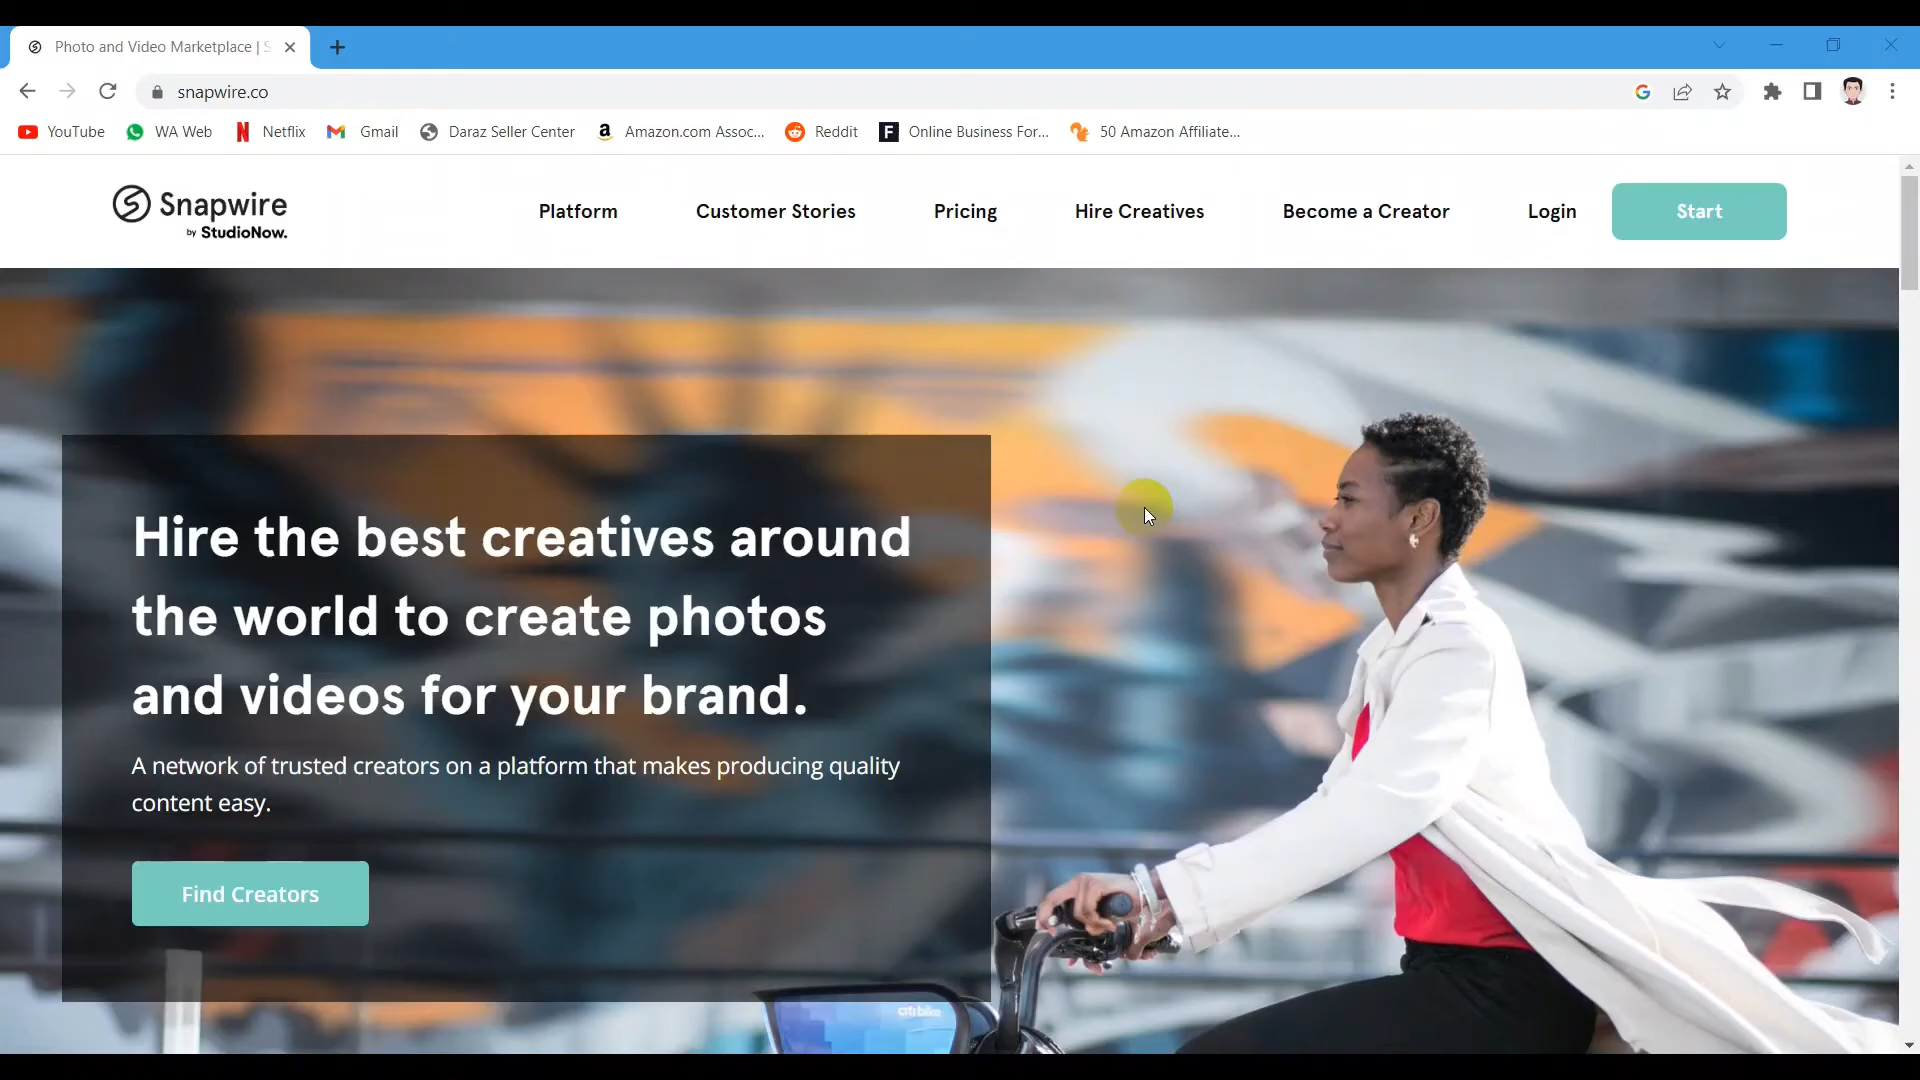 Photo and Video Marketplace | S
snapwire.co
YouTube WA Web Netflix Gmail Daraz Seller Center Amazon.com Assoc... Reddit Online Business For... 50 Amazon Affiliate...
Snapwire
by StudioNow.
Platform Customer Stories Pricing Hire Creatives Become a Creator Login Start
Hire the best creatives around
the world to create photos
and videos for your brand.
A network of trusted creators on a platform that makes producing quality
content easy.
Find Creators
citibike